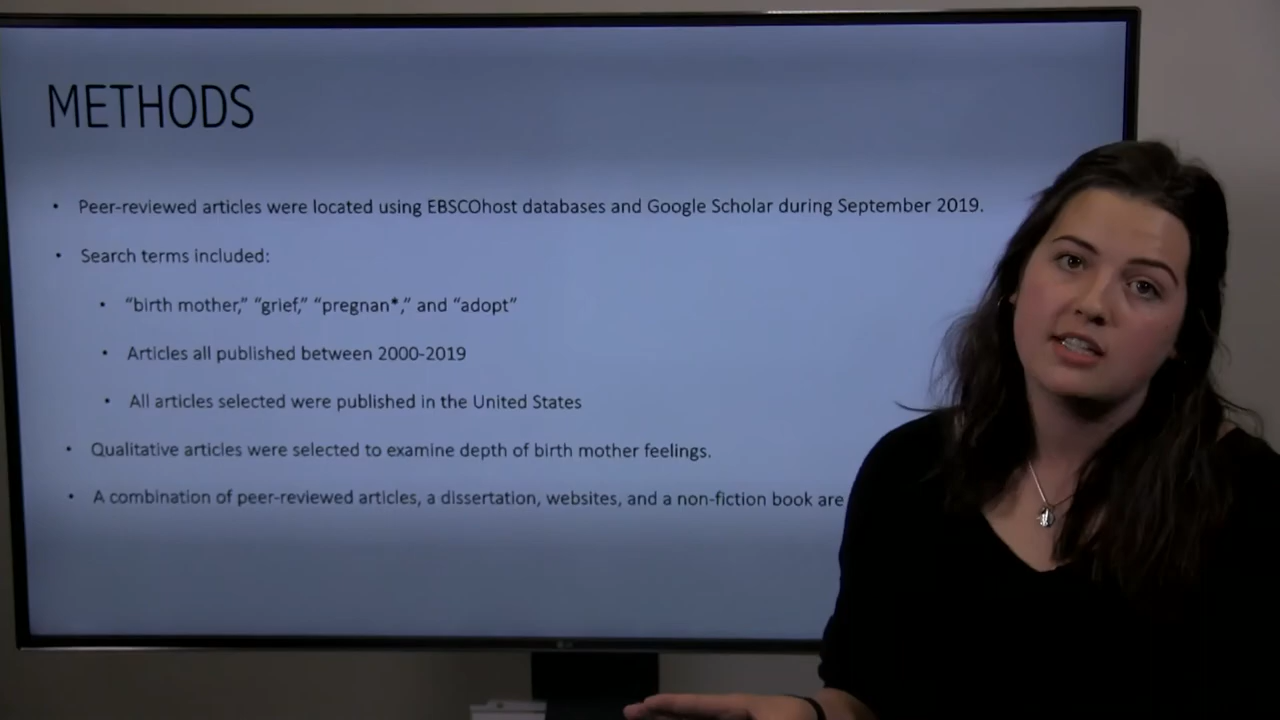 METHODS
• Peer-reviewed articles were located using EBSCOhost databases and Google Scholar during September 2019.
• Search terms included:
• “birth mother,” “grief,” “pregnan*,” and “adopt”
• Articles all published between 2000-2019
• All articles selected were published in the United States
• Qualitative articles were selected to examine depth of birth mother feelings.
• A combination of peer-reviewed articles, a dissertation, websites, and a non-fiction book are
LG